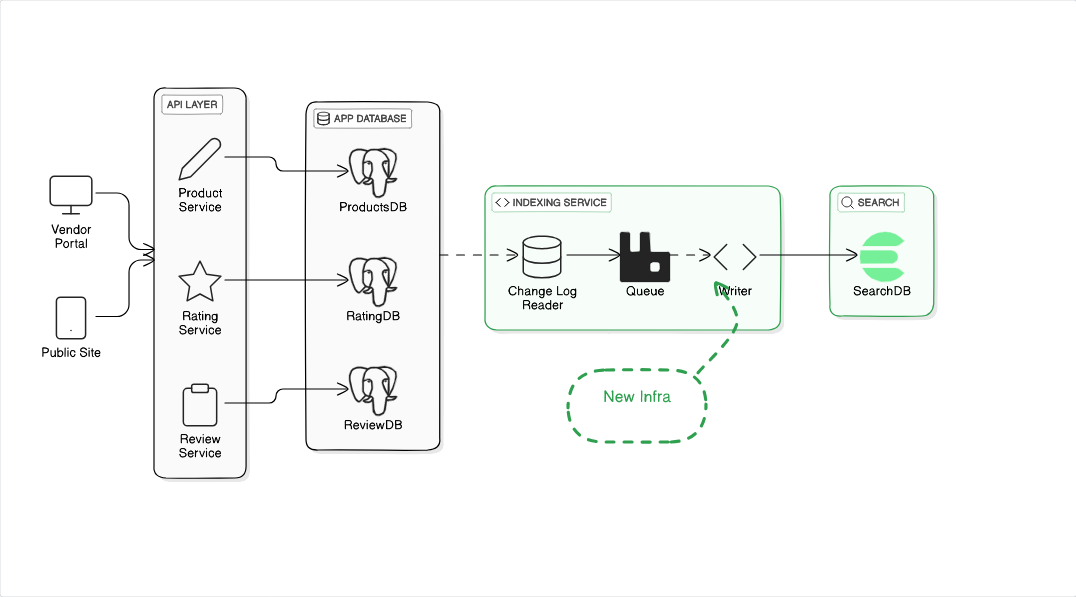 API LAYER
Product
Service
Rating
Service
Review
Service
Vendor
Portal
Public Site
APP DATABASE
ProductsDB
RatingDB
ReviewDB
INDEXING SERVICE
Change Log
Reader
Queue
Writer
New Infra
SEARCH
SearchDB